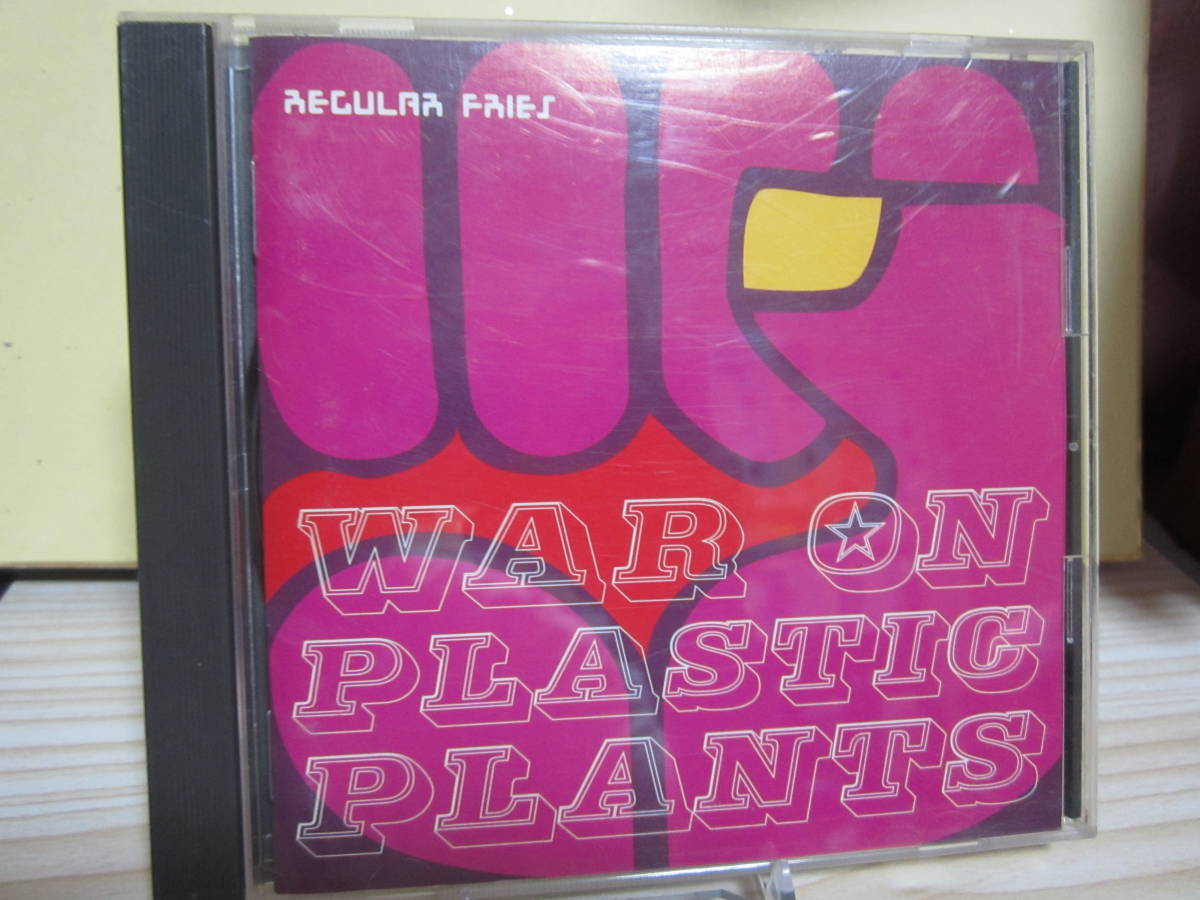 REGULAR FRIES
WAR ON
PLASTIC
PLANTS